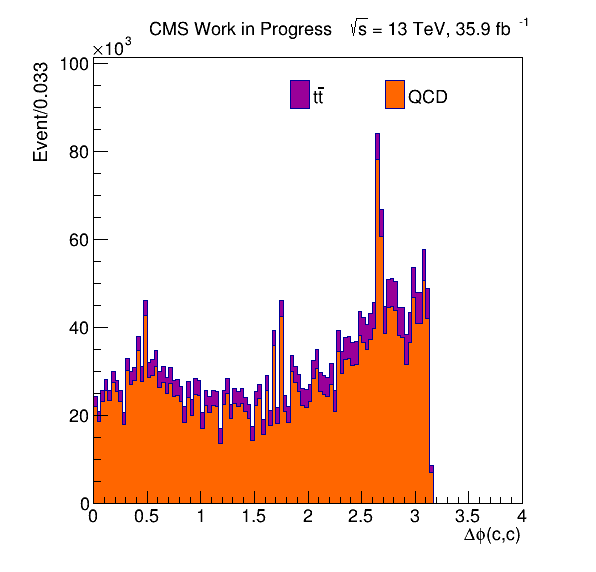 CMS Work in Progress √s = 13 TeV, 35.9 fb⁻¹
×10³
Event/0.033
tt̅ QCD
100
80
60
40
20
0
0 0.5 1 1.5 2 2.5 3 3.5 4
Δϕ(c,c)